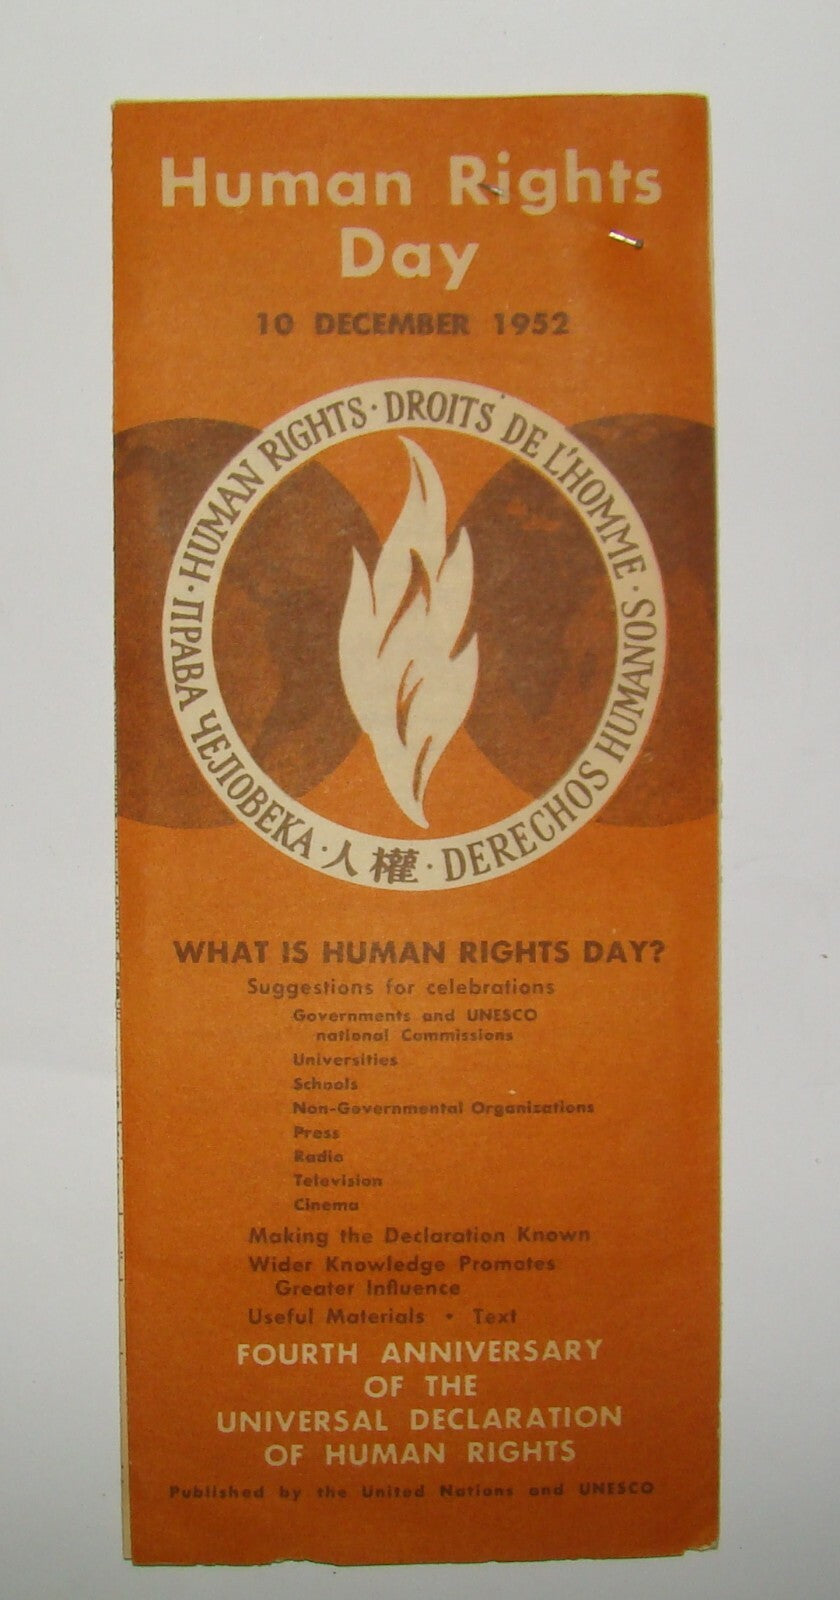 Human Rights
Day
10 DECEMBER 1952
HUMAN RIGHTS · DROITS DE L'HOMME · DERECHOS HUMANOS · 人權 · ПРАВА ЧЕЛОВЕКА ·
WHAT IS HUMAN RIGHTS DAY?
Suggestions for celebrations
Governments and UNESCO
national Commissions
Universities
Schools
Non-Governmental Organizations
Press
Radio
Television
Cinema
Making the Declaration Known
Wider Knowledge Promotes
Greater Influence
Useful Materials • Text
FOURTH ANNIVERSARY
OF THE
UNIVERSAL DECLARATION
OF HUMAN RIGHTS
Published by the United Nations and UNESCO